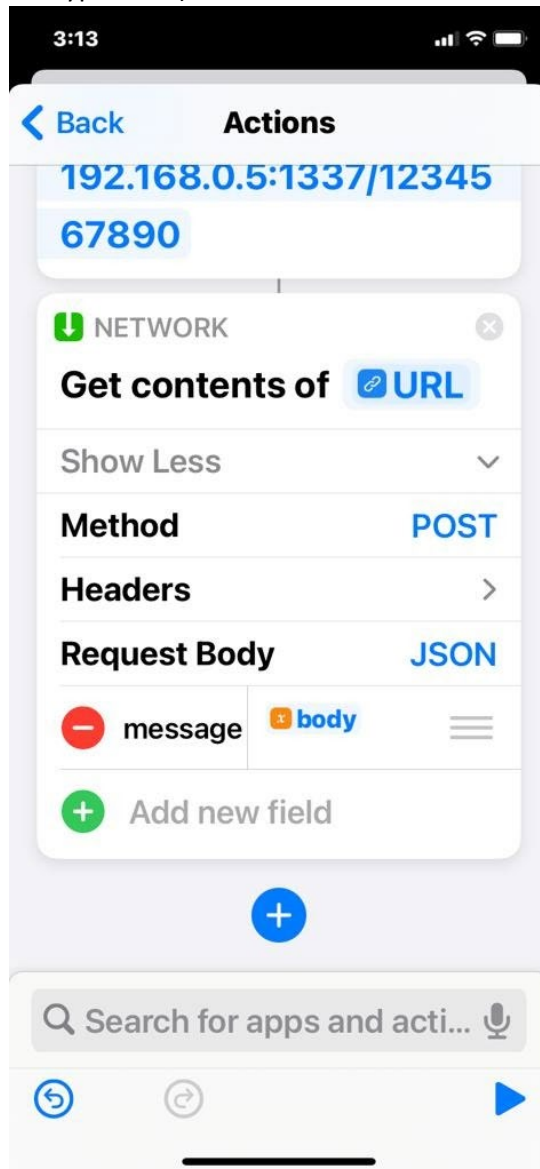 3:13
Back
Actions
192.168.0.5:1337/12345
67890
NETWORK
Get contents of URL
Show Less
Method POST
Headers
Request Body JSON
message x body
Add new field
Search for apps and acti...